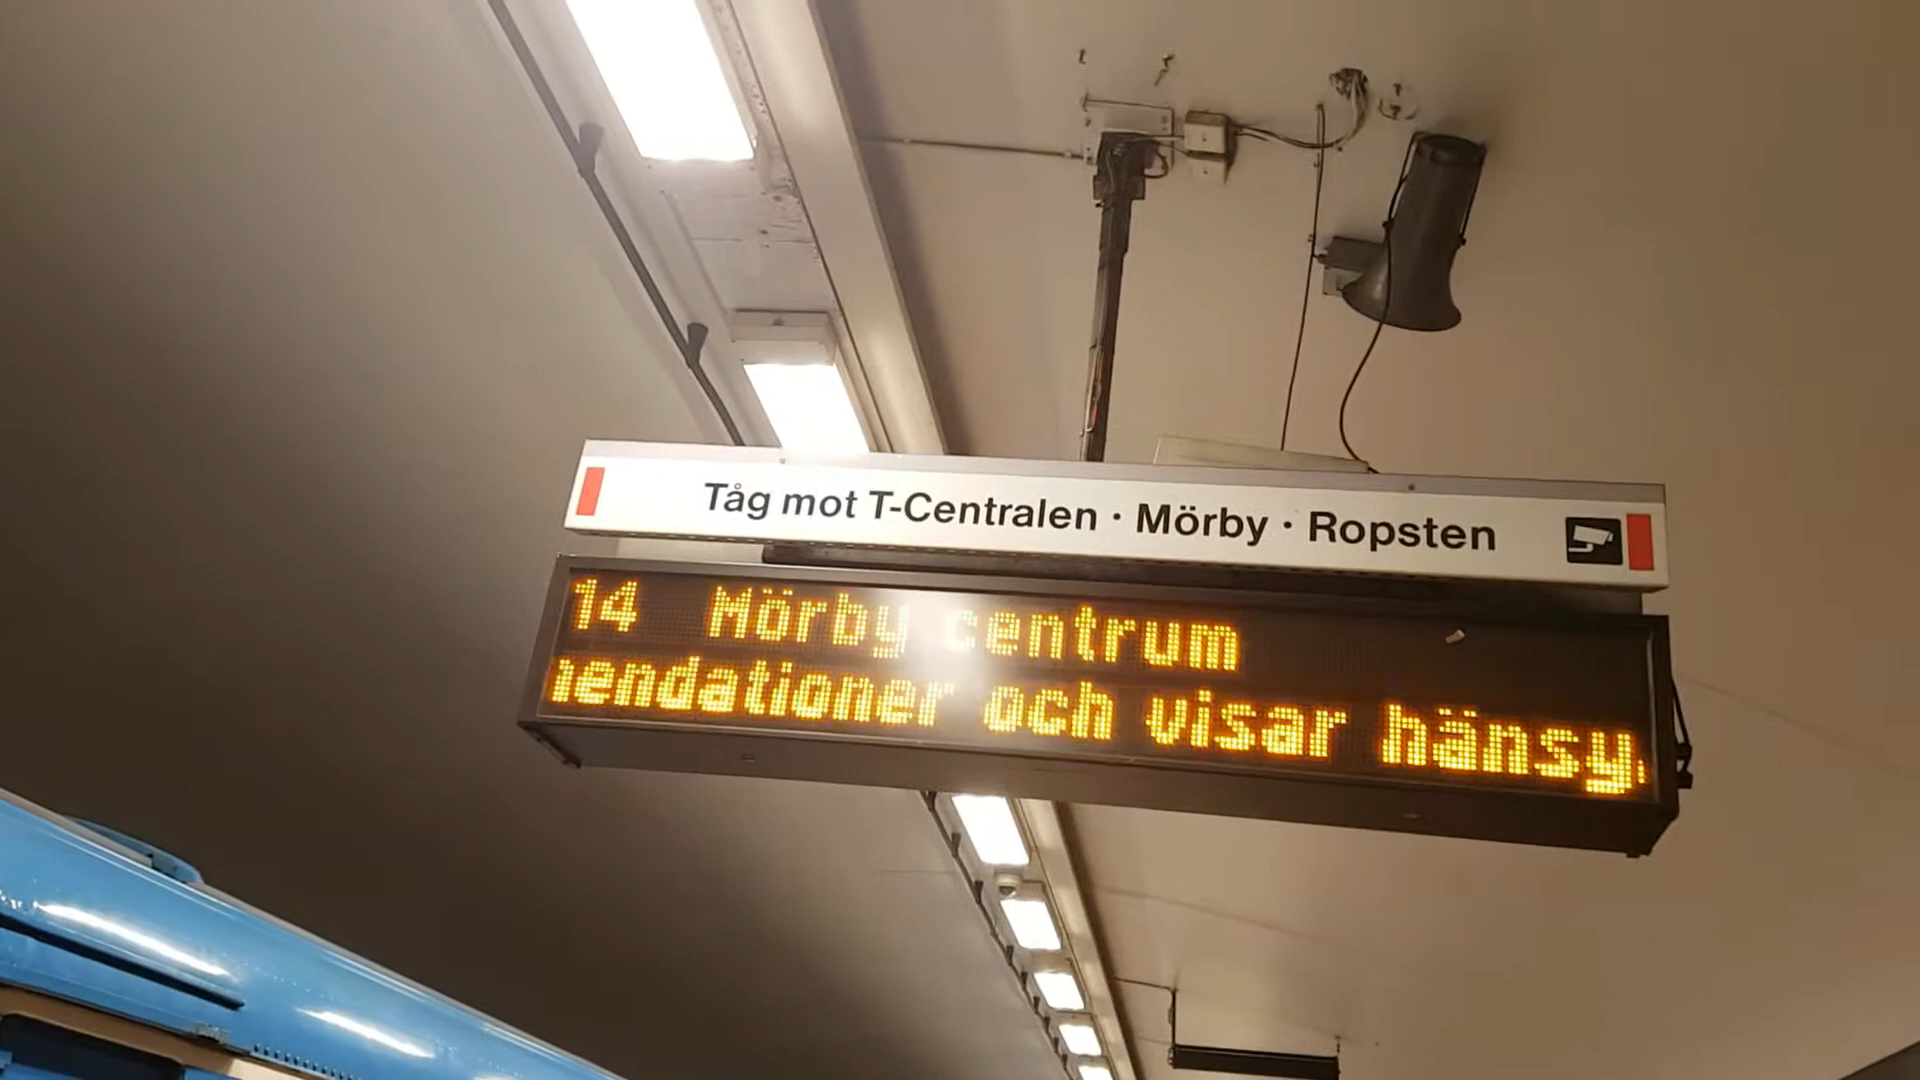 Tåg mot T-Centralen · Mörby · Ropsten
14 Mörby centrum
endationer och visar hänsy